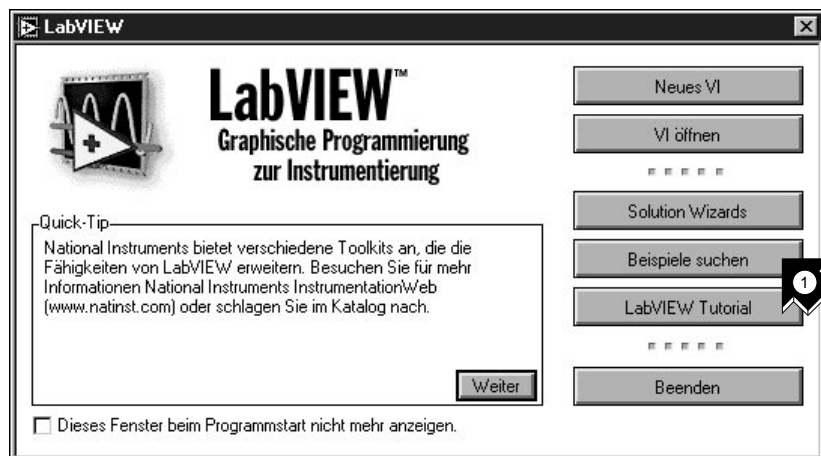 LabVIEW
LabVIEW™
Graphische Programmierung
zur Instrumentierung
Quick-Tip
National Instruments bietet verschiedene Toolkits an, die die
Fähigkeiten von LabVIEW erweitern. Besuchen Sie für mehr
Informationen National Instruments InstrumentationWeb
(www.natinst.com) oder schlagen Sie im Katalog nach.
Weiter
Dieses Fenster beim Programmstart nicht mehr anzeigen.
Neues VI
VI öffnen
Solution Wizards
Beispiele suchen
1
LabVIEW Tutorial
Beenden